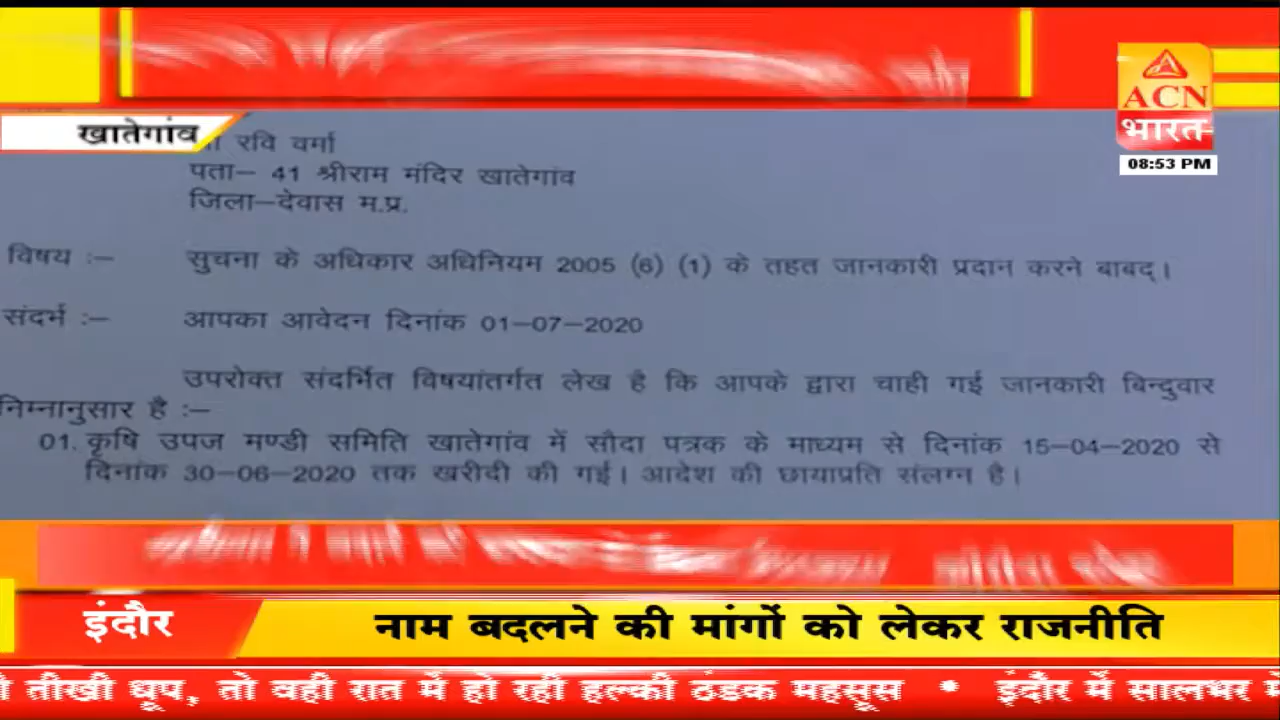 ACN
भारत
08:53 PM
खातेगांव
रवि वर्मा
पता– 41 श्रीराम मंदिर खातेगांव
जिला–देवास म.प्र.
विषय :– सुचना के अधिकार अधिनियम 2005 (6) (1) के तहत जानकारी प्रदान करने बाबद्।
संदर्भ :– आपका आवेदन दिनांक 01–07–2020
उपरोक्त संदर्भित विषयांतर्गत लेख है कि आपके द्वारा चाही गई जानकारी बिन्दुवार
निम्नानुसार है :–
01. कृषि उपज मण्डी समिति खातेगांव में सौदा पत्रक के माध्यम से दिनांक 15–04–2020 से
दिनांक 30–06–2020 तक खरीदी की गई। आदेश की छायाप्रति संलग्न है।
इंदौर
नाम बदलने की मांगों को लेकर राजनीति
तीखी धूप, तो वही रात में हो रही हल्की ठंडक महसूस • इंदौर में सालभर में